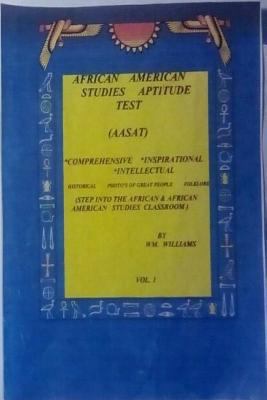 AFRICAN AMERICAN
STUDIES APTITUDE
TEST
(AASAT)
*COMPREHENSIVE *INSPIRATIONAL
*INTELLECTUAL
HISTORICAL PHOTO'S OF GREAT PEOPLE FOLKLORE
(STEP INTO THE AFRICAN & AFRICAN
AMERICAN STUDIES CLASSROOM)
BY
WM. WILLIAMS
VOL. 1